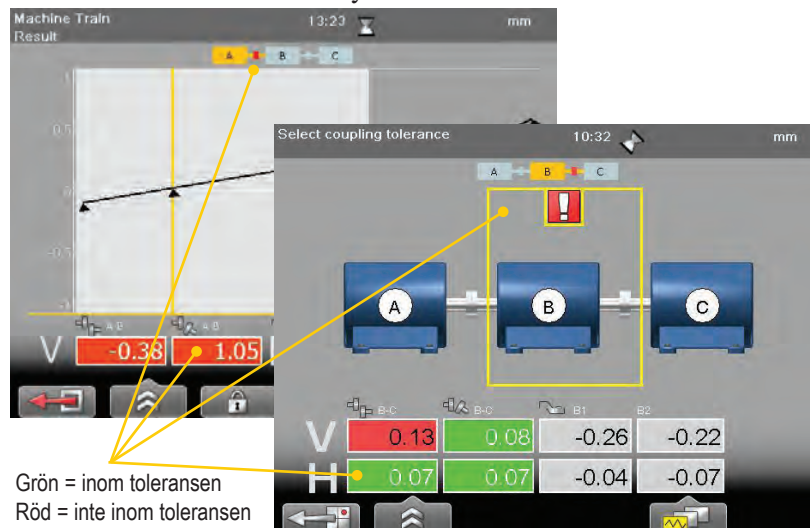 Machine Train 13:23 mm
Result
A B C
1
0.5
0
-0.5
-1
A-B A-B
V -0.38 1.05
Select coupling tolerance 10:32 mm
A B C
!
A B C
B-C B-C B1 B2
V 0.13 0.08 -0.26 -0.22
H 0.07 0.07 -0.04 -0.07
Grön = inom toleransen
Röd = inte inom toleransen